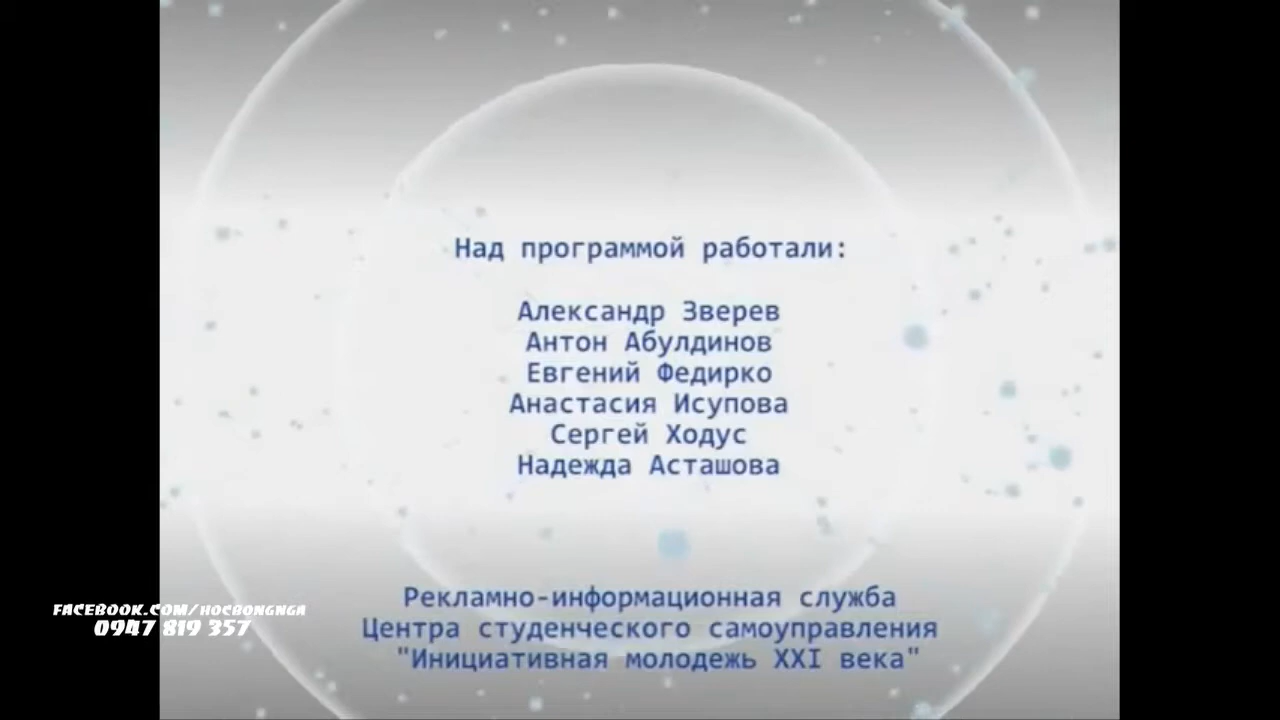 Над программой работали:
Александр Зверев
Антон Абулдинов
Евгений Федирко
Анастасия Исупова
Сергей Ходус
Надежда Асташова
Рекламно-информационная служба
Центра студенческого самоуправления
"Инициативная молодежь XXI века"
FACEBOOK.COM/HOCBONGNGA
0947 819 357